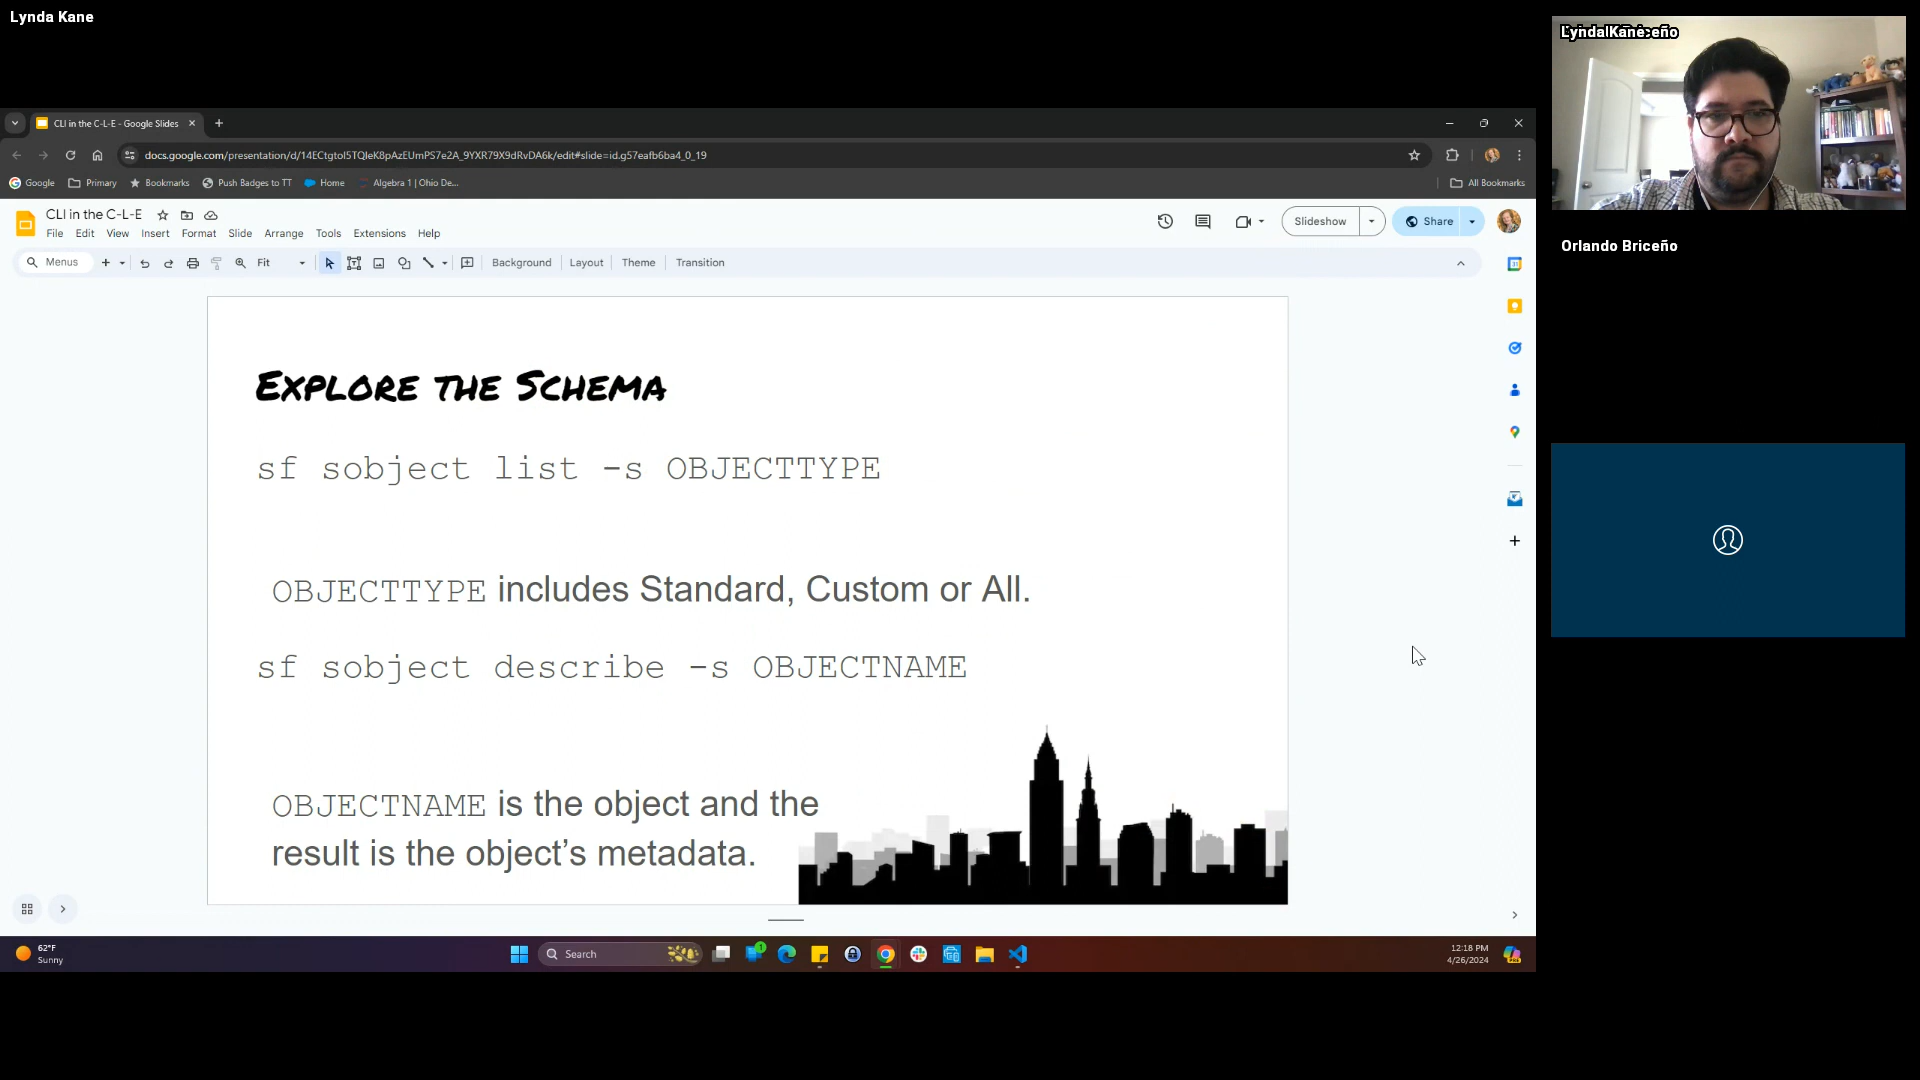 Lynda Kane
CLI in the C-L-E - Google Slides
docs.google.com/presentation/d/14ECtgtoI5TQJeK8pAzEUmPS7e2A_9YXR79X9dRvDA6k/edit#slide=id.g57eafb6ba4_0_19
Google Primary Bookmarks Push Badges to TT Home Algebra 1 | Ohio De... All Bookmarks
CLI in the C-L-E
File Edit View Insert Format Slide Arrange Tools Extensions Help
Slideshow Share
Menus Fit Background Layout Theme Transition
Explore the Schema
sf sobject list -s OBJECTTYPE
OBJECTTYPE includes Standard, Custom or All.
sf sobject describe -s OBJECTNAME
OBJECTNAME is the object and the
result is the object’s metadata.
62°F
Sunny
Search
1
12:18 PM
4/26/2024
Lynda Kane
Orlando Briceño